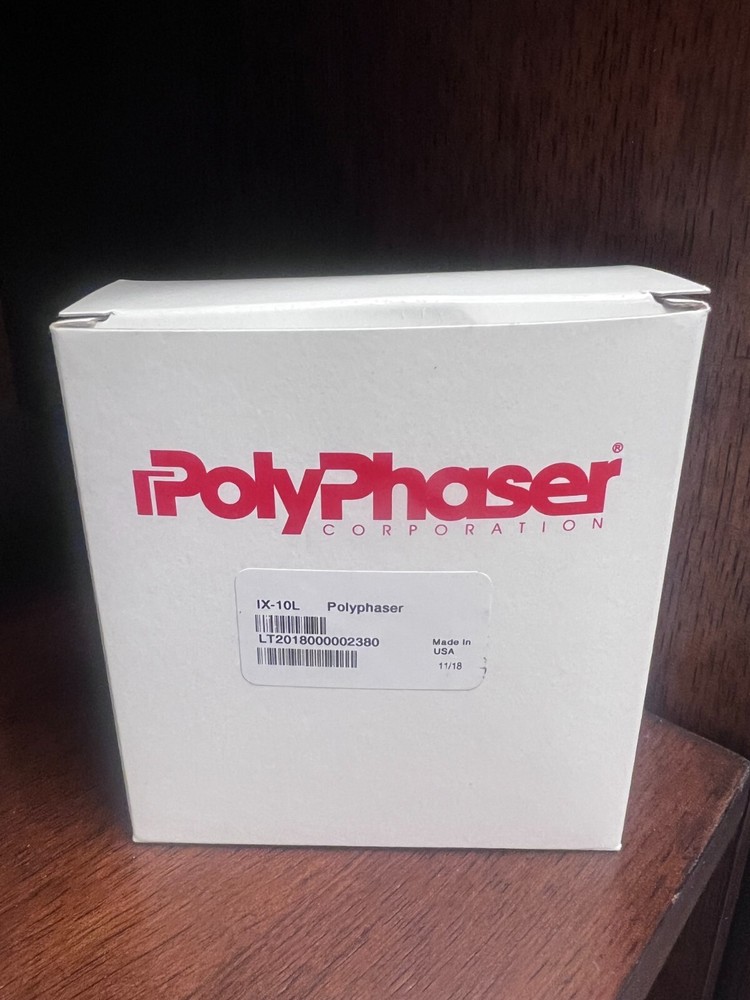 PolyPhaser®
CORPORATION
IX-10L Polyphaser
LT2018000002380
Made in
USA
11/18